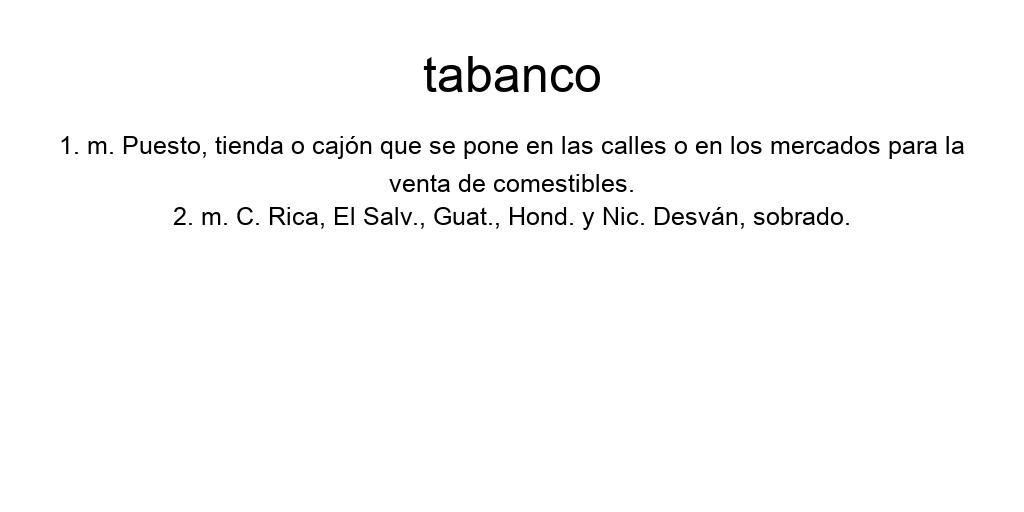 tabanco
1. m. Puesto, tienda o cajón que se pone en las calles o en los mercados para la
venta de comestibles.
2. m. C. Rica, El Salv., Guat., Hond. y Nic. Desván, sobrado.